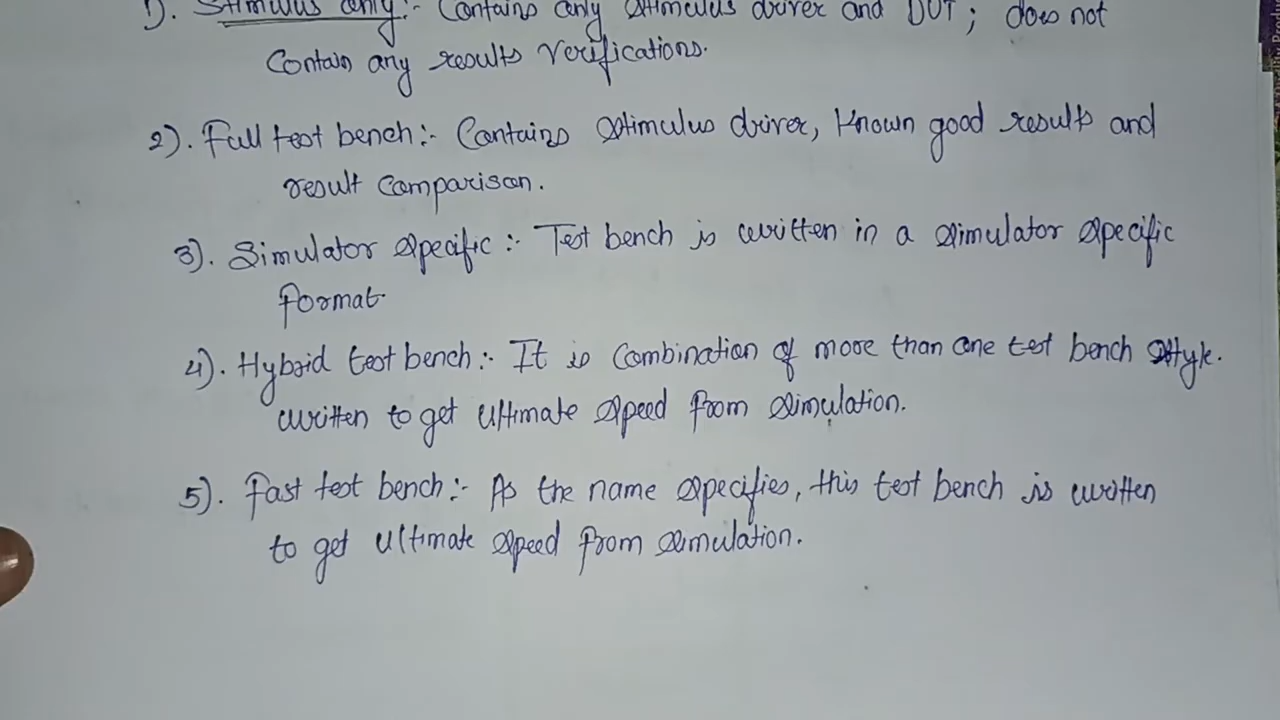 1). Stimulus only:- Contains only stimulus driver and DUT; does not
Contain any results verifications.
2). Full test bench:- Contains stimulus driver, known good results and
result comparison.
3). Simulator specific:- Test bench is written in a simulator specific
format.
4). Hybrid test bench:- It is Combination of more than one test bench style.
written to get ultimate speed from simulation.
5). Fast test bench:- As the name specifies, this test bench is written
to get ultimate speed from simulation.